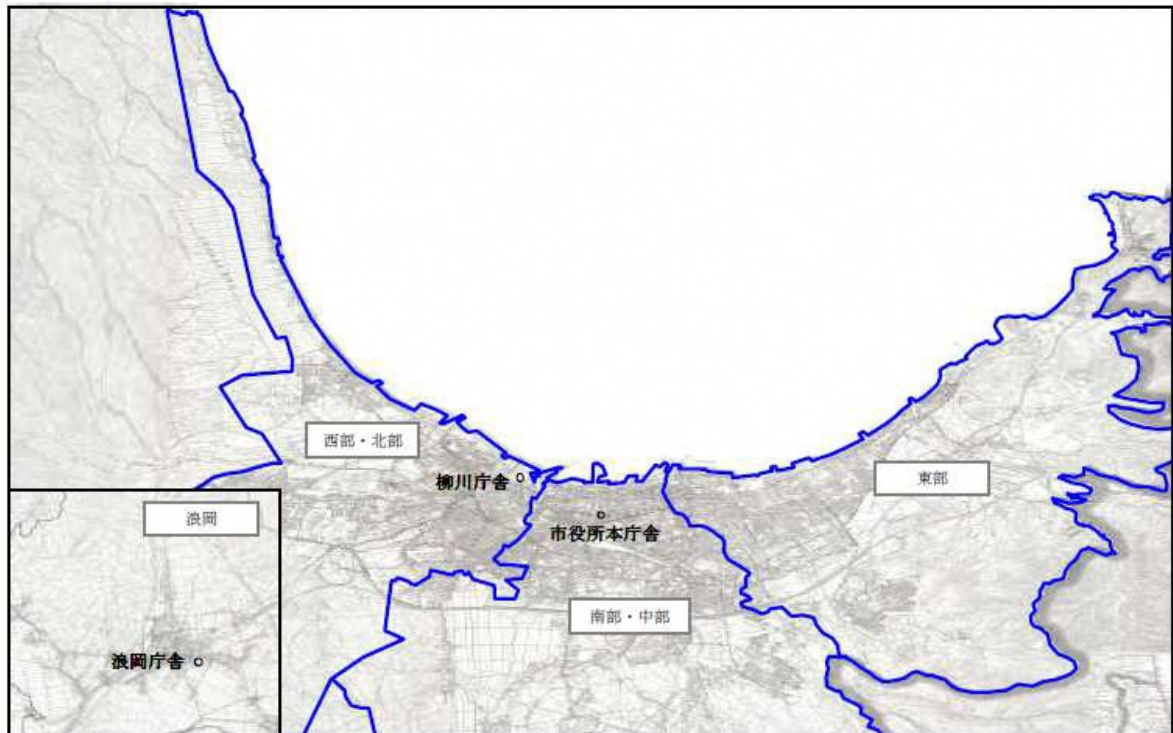 西部・北部
柳川庁舎
東部
浪岡
市役所本庁舎
南部・中部
浪岡庁舎